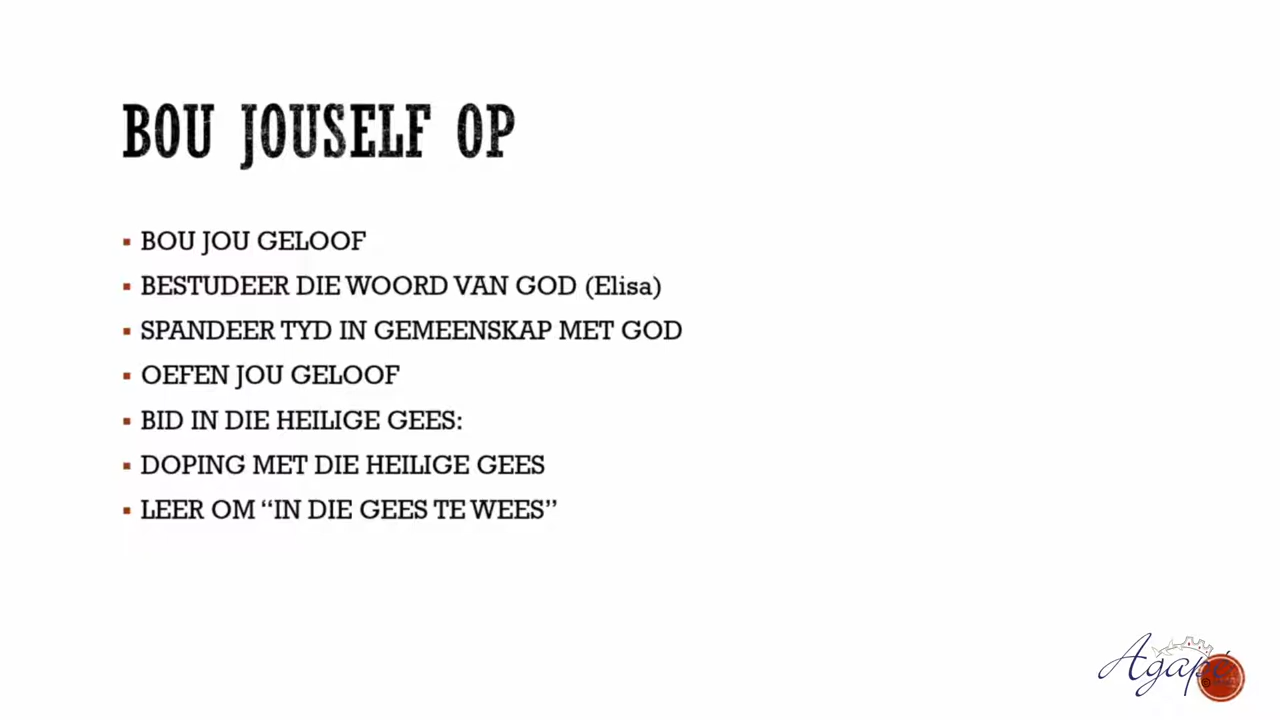 BOU JOUSELF OP
BOU JOU GELOOF
BESTUDEER DIE WOORD VAN GOD (Elisa)
SPANDEER TYD IN GEMEENSKAP MET GOD
OEFEN JOU GELOOF
BID IN DIE HEILIGE GEES:
DOPING MET DIE HEILIGE GEES
LEER OM “IN DIE GEES TE WEES”
Agapé